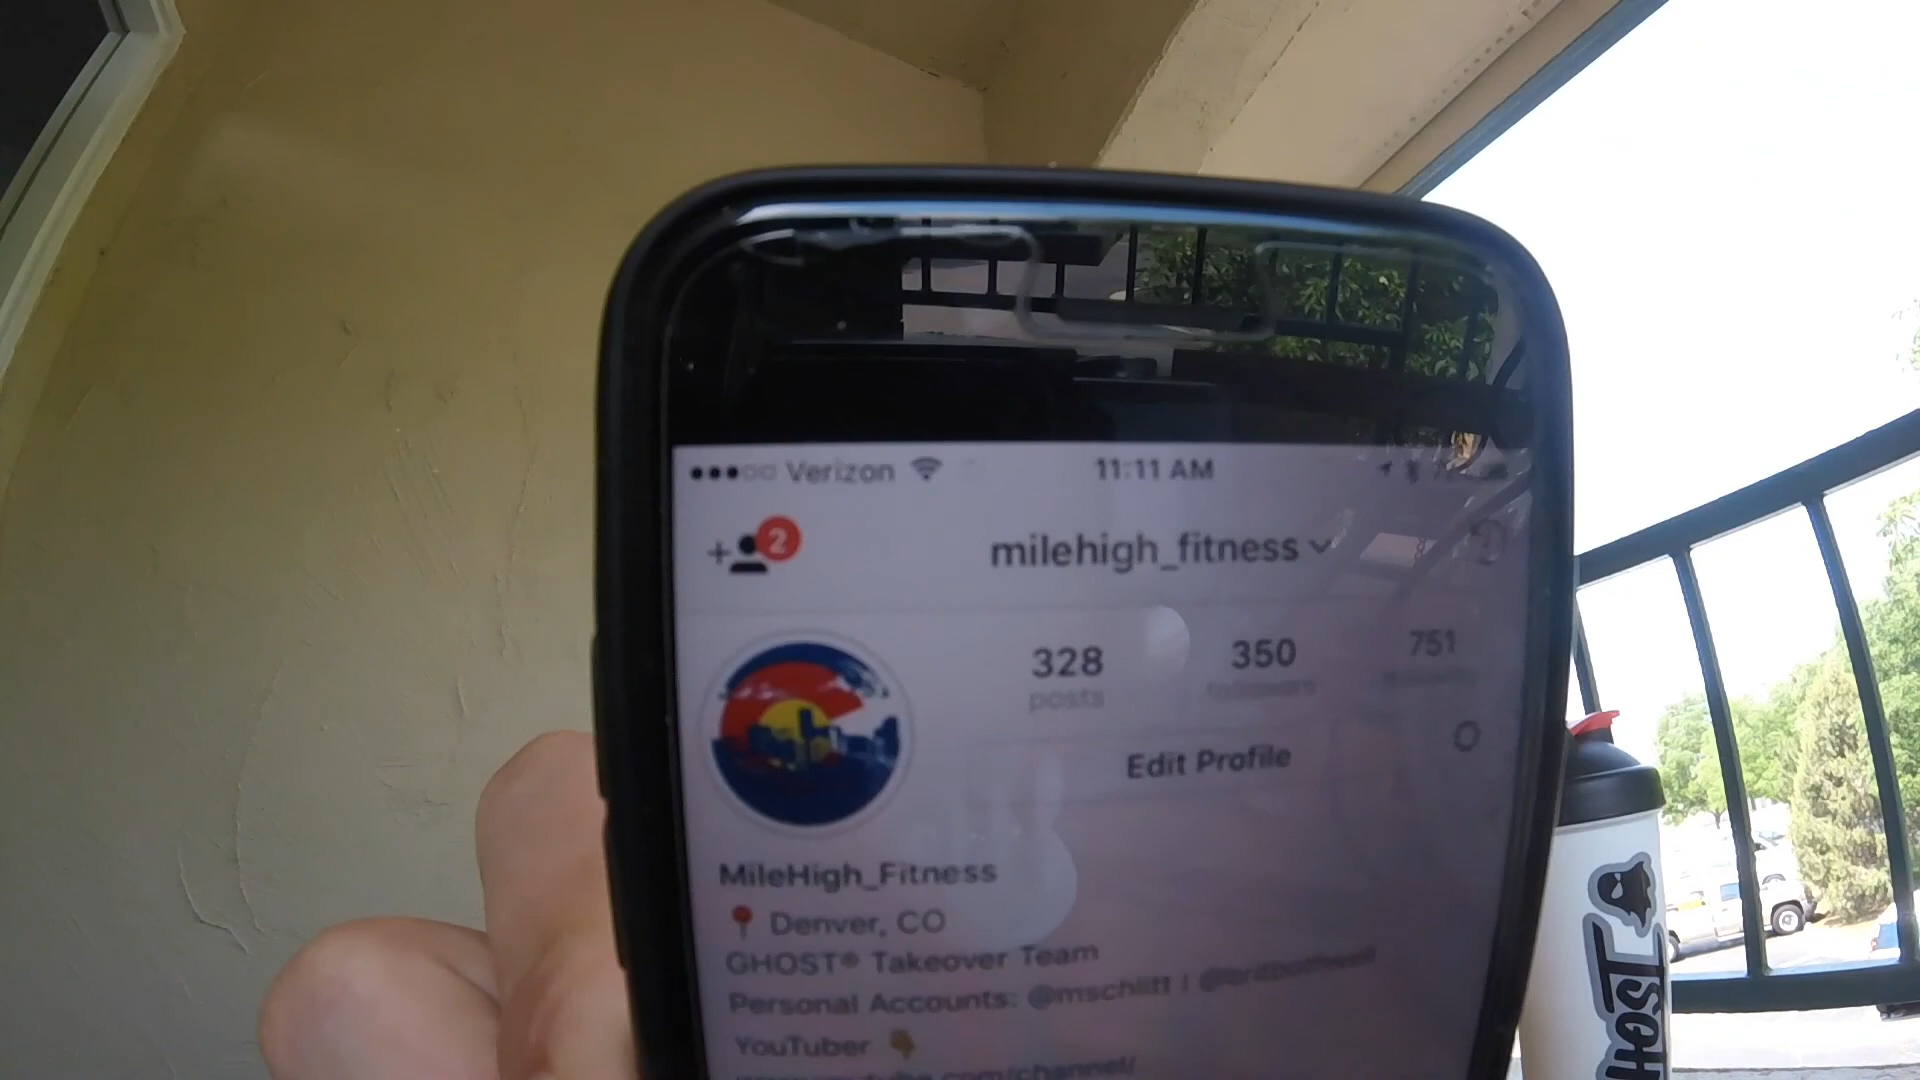 Verizon 11:11 AM
2
milehigh_fitness
328 350 751
posts followers
Edit Profile
MileHigh_Fitness
Denver, CO
GHOST® Takeover Team
Personal Accounts: @mschlitt |
YouTuber
GHOST